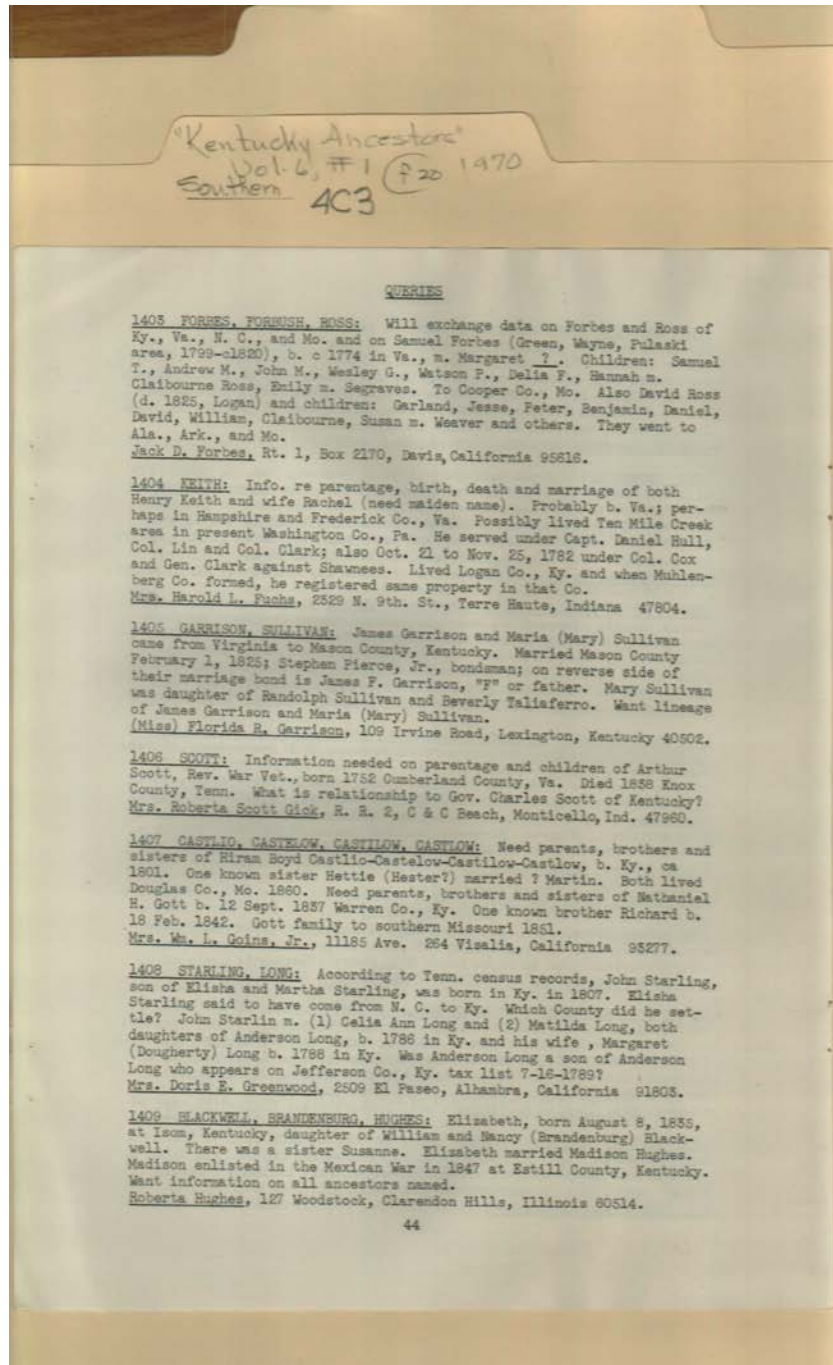 "Kentucky Ancestors"
Vol. 6, #1 P 20 1970
Southern
4C3
QUERIES
1403 FORBES, FORBUSH, ROSS: Will exchange data on Forbes and Ross of
Ky., Va., N. C., and Mo. and on Samuel Forbes (Green, Wayne, Pulaski
area, 1799-c1820), b. c 1774 in Va., m. Margaret ? . Children: Samuel
T., Andrew M., John M., Wesley G., Watson P., Delia F., Hannah m.
Claibourne Ross, Emily m. Segraves. To Cooper Co., Mo. Also David Ross
(d. 1825, Logan) and children: Garland, Jesse, Peter, Benjamin, Daniel,
David, William, Claibourne, Susan m. Weaver and others. They went to
Ala., Ark., and Mo.
Jack D. Forbes, Rt. 1, Box 2170, Davis, California 95616.
1404 KEITH: Info. re parentage, birth, death and marriage of both
Henry Keith and wife Rachel (need maiden name). Probably b. Va.; per-
haps in Hampshire and Frederick Co., Va. Possibly lived Ten Mile Creek
area in present Washington Co., Pa. He served under Capt. Daniel Hull,
Col. Lin and Col. Clark; also Oct. 21 to Nov. 25, 1782 under Col. Cox
and Gen. Clark against Shawnees. Lived Logan Co., Ky. and when Muhlen-
berg Co. formed, he registered same property in that Co.
Mrs. Harold L. Fuchs, 2329 N. 9th. St., Terre Haute, Indiana 47804.
1405 GARRISON, SULLIVAN: James Garrison and Maria (Mary) Sullivan
came from Virginia to Mason County, Kentucky. Married Mason County
February 1, 1825; Stephen Pierce, Jr., bondsman; on reverse side of
their marriage bond is James F. Garrison, "F" or father. Mary Sullivan
was daughter of Randolph Sullivan and Beverly Taliaferro. Want lineage
of James Garrison and Maria (Mary) Sullivan.
(Miss) Florida R. Garrison, 109 Irvine Road, Lexington, Kentucky 40502.
1406 SCOTT: Information needed on parentage and children of Arthur
Scott, Rev. War Vet., born 1752 Cumberland County, Va. Died 1838 Knox
County, Tenn. What is relationship to Gov. Charles Scott of Kentucky?
Mrs. Roberta Scott Gick, R. R. 2, C & C Beach, Monticello, Ind. 47960.
1407 CASTLIO, CASTELOW, CASTILOW, CASTLOW: Need parents, brothers and
sisters of Hiram Boyd Castlio-Castelow-Castilow-Castlow, b. Ky., ca
1801. One known sister Hettie (Hester?) married ? Martin. Both lived
Douglas Co., Mo. 1860. Need parents, brothers and sisters of Nathaniel
H. Gott b. 12 Sept. 1837 Warren Co., Ky. One known brother Richard b.
18 Feb. 1842. Gott family to southern Missouri 1851.
Mrs. Wm. L. Goins, Jr., 11185 Ave. 264 Visalia, California 93277.
1408 STARLING, LONG: According to Tenn. census records, John Starling,
son of Elisha and Martha Starling, was born in Ky. in 1807. Elisha
Starling said to have come from N. C. to Ky. Which County did he set-
tle? John Starlin m. (1) Celia Ann Long and (2) Matilda Long, both
daughters of Anderson Long, b. 1786 in Ky. and his wife , Margaret
(Dougherty) Long b. 1788 in Ky. Was Anderson Long a son of Anderson
Long who appears on Jefferson Co., Ky. tax list 7-16-1789?
Mrs. Doris E. Greenwood, 2509 El Paseo, Alhambra, California 91803.
1409 BLACKWELL, BRANDENBURG, HUGHES: Elizabeth, born August 8, 1835,
at Isom, Kentucky, daughter of William and Nancy (Brandenburg) Black-
well. There was a sister Susanne. Elizabeth married Madison Hughes.
Madison enlisted in the Mexican War in 1847 at Estill County, Kentucky.
Want information on all ancestors named.
Roberta Hughes, 127 Woodstock, Clarendon Hills, Illinois 60514.
44